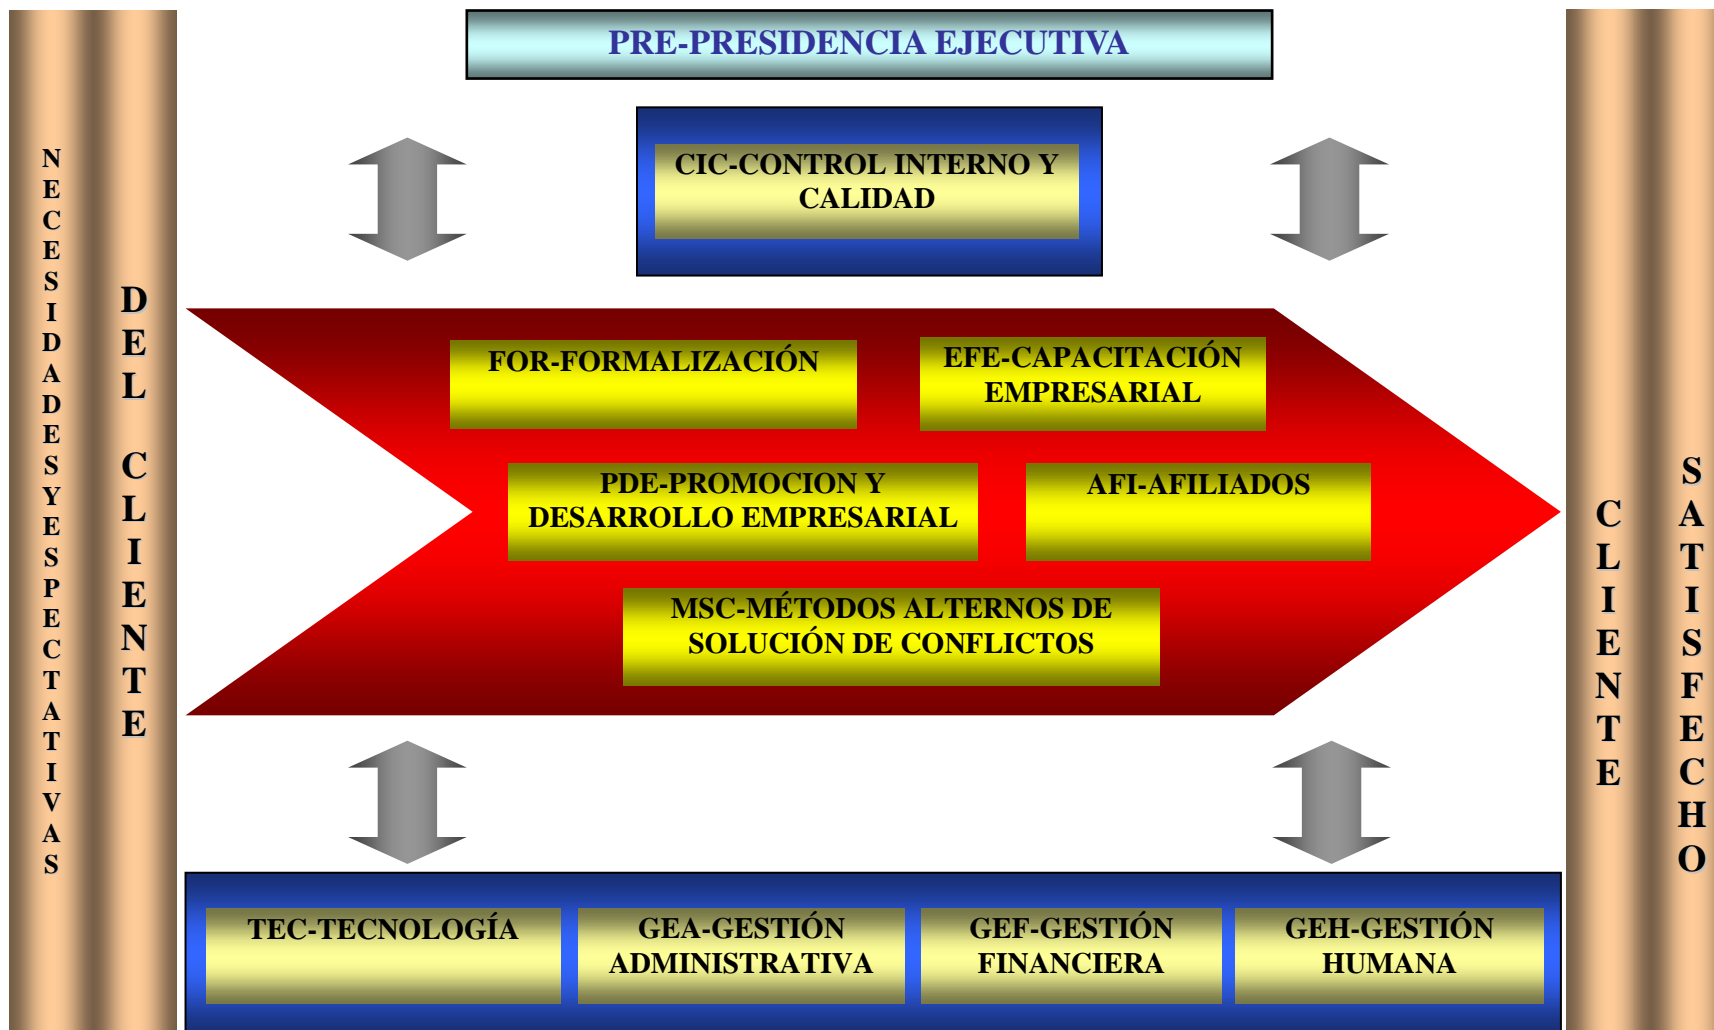 PRE-PRESIDENCIA EJECUTIVA
CIC-CONTROL INTERNO Y
CALIDAD
NECESIDADESYESPECTATIVAS
DEL CLIENTE
FOR-FORMALIZACIÓN
EFE-CAPACITACIÓN
EMPRESARIAL
PDE-PROMOCION Y
DESARROLLO EMPRESARIAL
AFI-AFILIADOS
MSC-MÉTODOS ALTERNOS DE
SOLUCIÓN DE CONFLICTOS
CLIENTE
SATISFECHO
TEC-TECNOLOGÍA
GEA-GESTIÓN
ADMINISTRATIVA
GEF-GESTIÓN
FINANCIERA
GEH-GESTIÓN
HUMANA